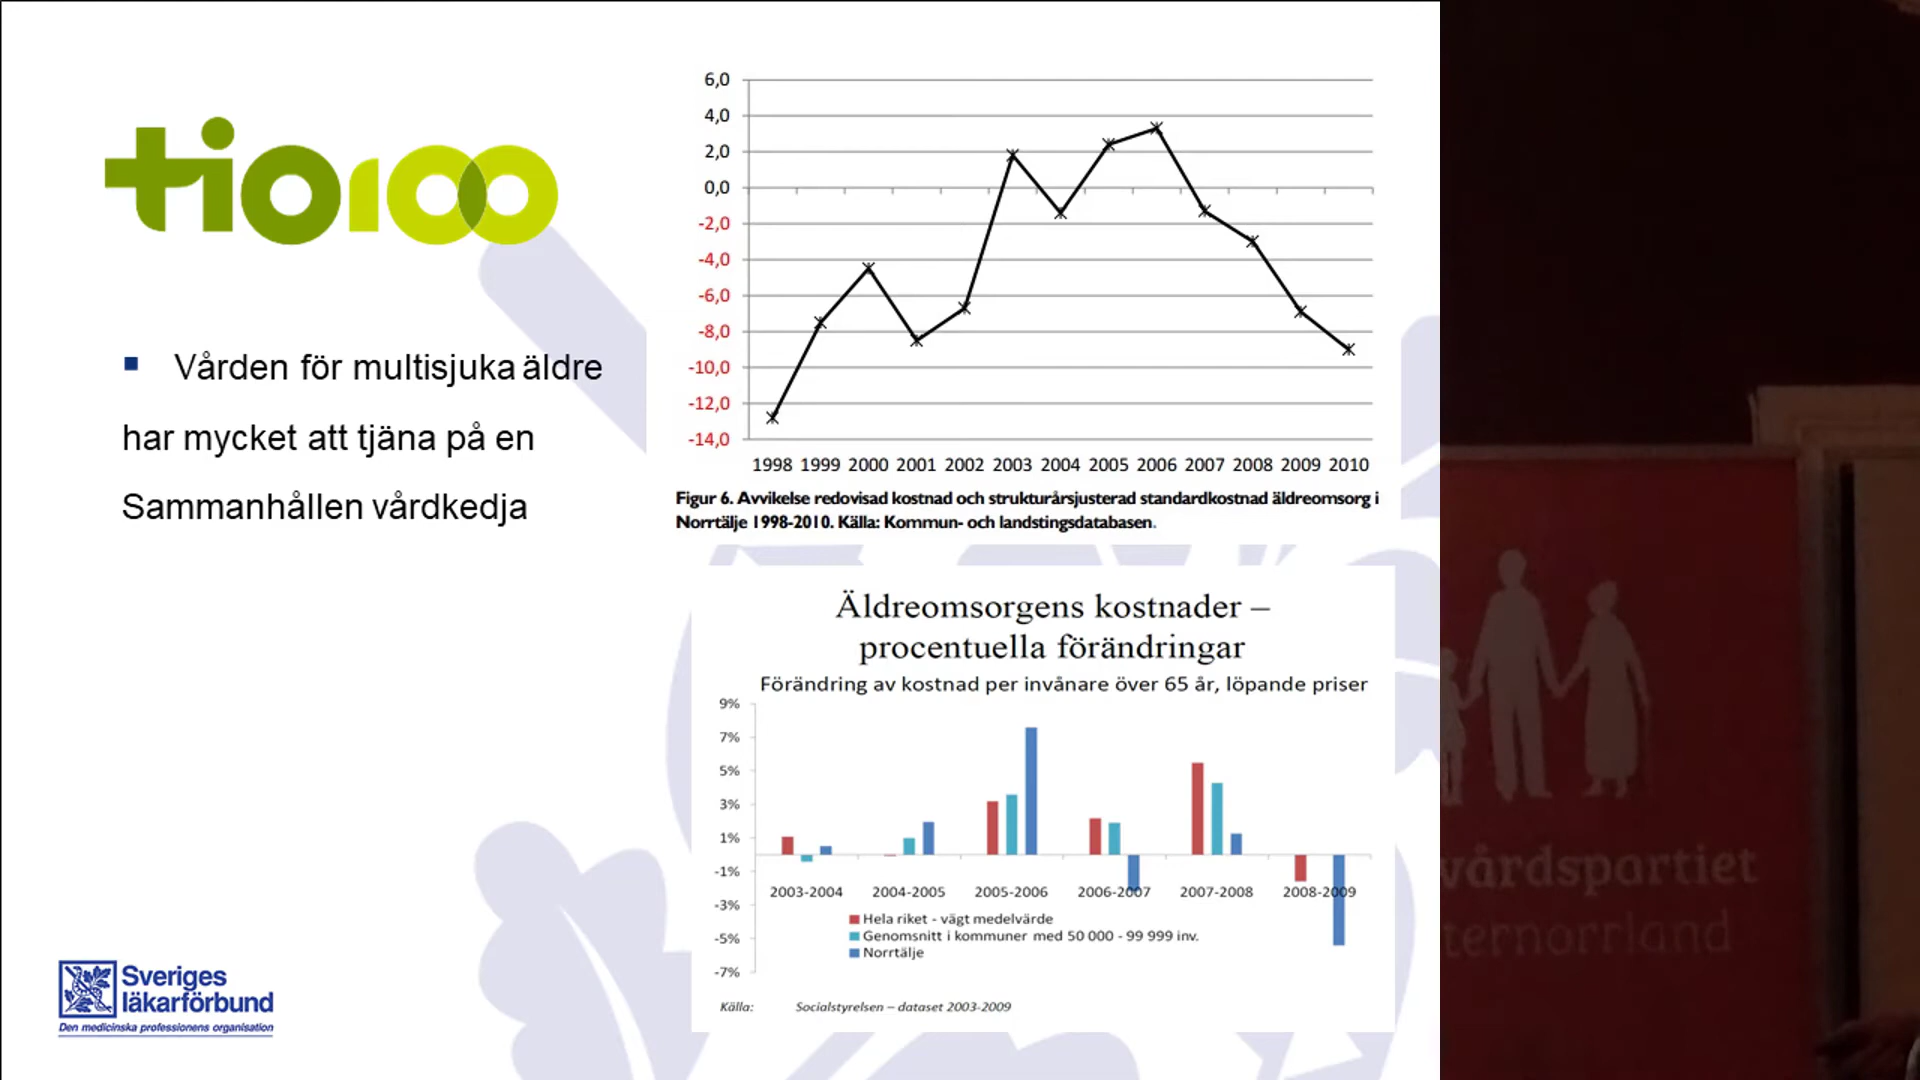 tio100
Vården för multisjuka äldre
har mycket att tjäna på en
Sammanhållen vårdkedja
6,0
4,0
2,0
0,0
-2,0
-4,0
-6,0
-8,0
-10,0
-12,0
-14,0
1998 1999 2000 2001 2002 2003 2004 2005 2006 2007 2008 2009 2010
Figur 6. Avvikelse redovisad kostnad och strukturårsjusterad standardkostnad äldreomsorg i
Norrtälje 1998-2010. Källa: Kommun- och landstingsdatabasen.
Äldreomsorgens kostnader –
procentuella förändringar
Förändring av kostnad per invånare över 65 år, löpande priser
9%
7%
5%
3%
1%
-1%
-3%
-5%
-7%
2003-2004 2004-2005 2005-2006 2006-2007 2007-2008 2008-2009
Hela riket - vägt medelvärde
Genomsnitt i kommuner med 50 000 - 99 999 inv.
Norrtälje
Källa: Socialstyrelsen – dataset 2003-2009
Sveriges
läkarförbund
Den medicinska professionens organisation
vårdspartiet
ternorrland